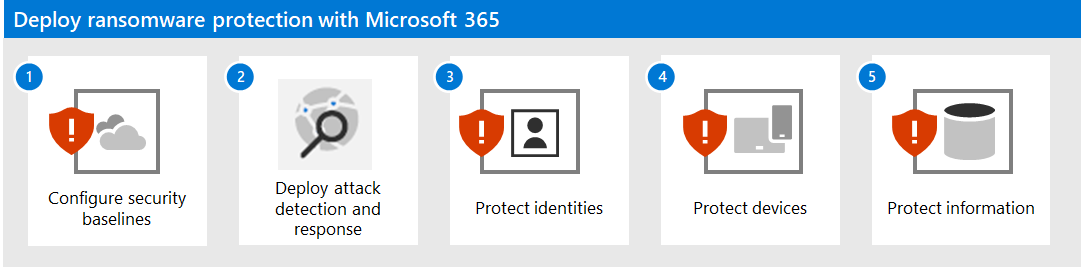 Deploy ransomware protection with Microsoft 365
1
!
Configure security
baselines
2
Deploy attack
detection and
response
3
!
Protect identities
4
!
Protect devices
5
!
Protect information